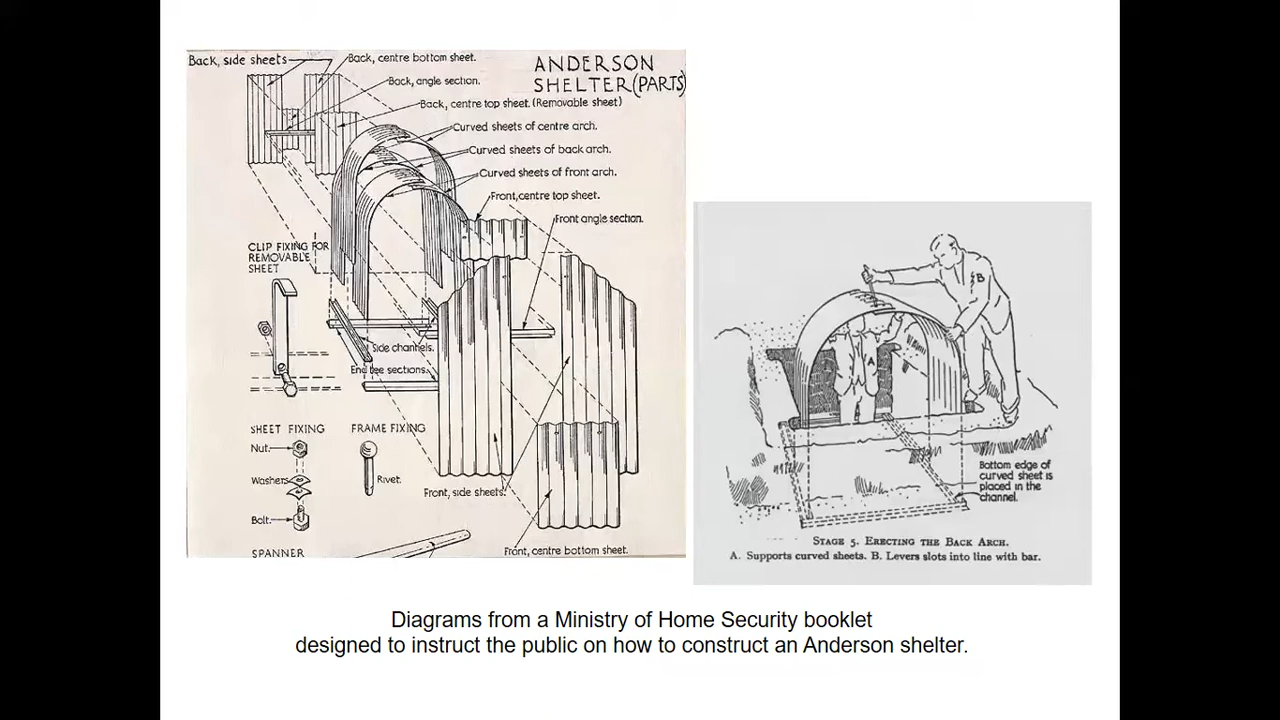 ANDERSON
SHELTER (PARTS)
Back, side sheets
Back, centre bottom sheet.
Back, angle section.
Back, centre top sheet. (Removable sheet)
Curved sheets of centre arch.
Curved sheets of back arch.
Curved sheets of front arch.
Front, centre top sheet.
Front angle section.
CLIP FIXING FOR
REMOVABLE
SHEET
Side channels.
End tee sections.
SHEET FIXING
FRAME FIXING
Nut.
Washers
Rivet.
Bolt.
Front, side sheets.
SPANNER
Front, centre bottom sheet.
B
A
Bottom edge of
curved sheet is
placed in the
channel.
STAGE 5. ERECTING THE BACK ARCH.
A. Supports curved sheets. B. Levers slots into line with bar.
Diagrams from a Ministry of Home Security booklet
designed to instruct the public on how to construct an Anderson shelter.